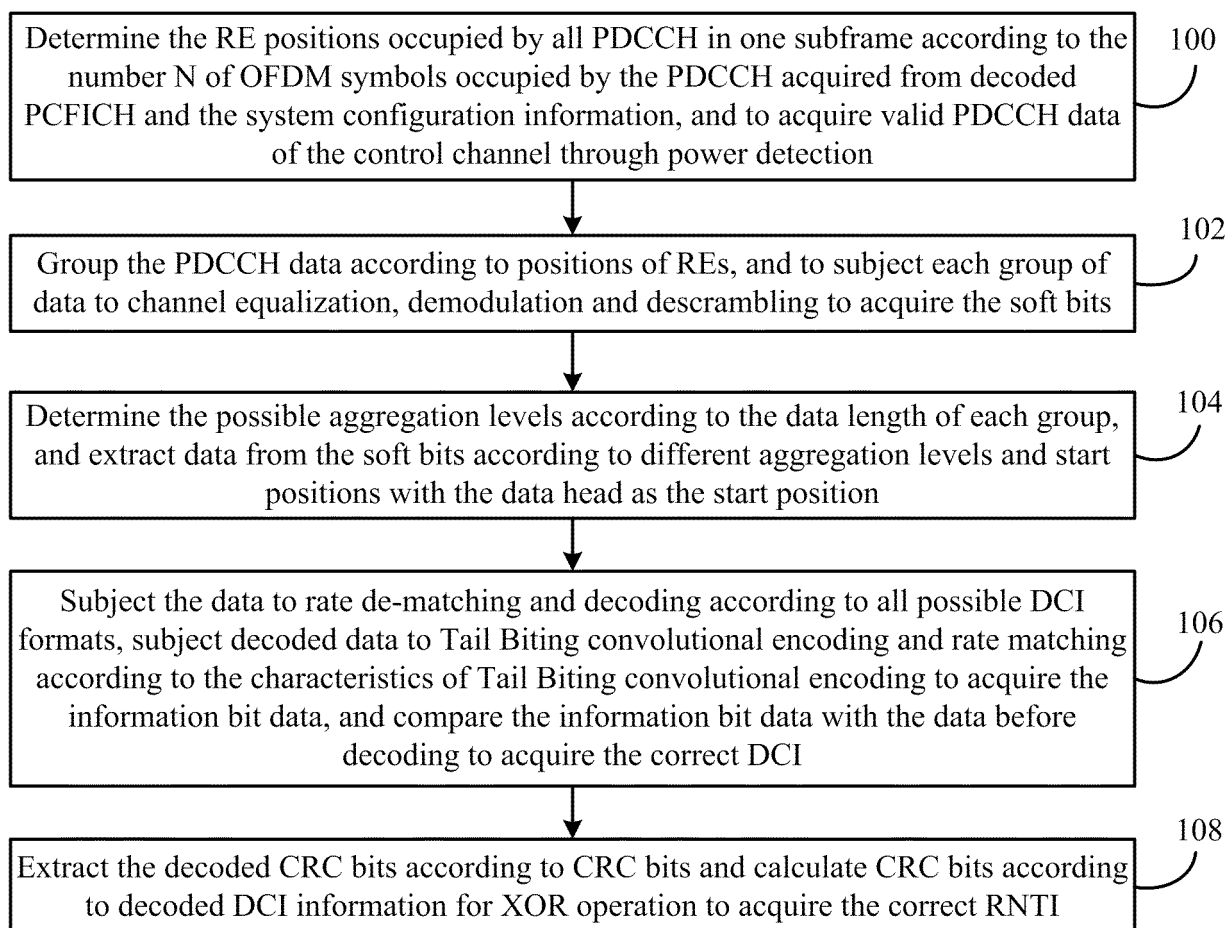 Determine the RE positions occupied by all PDCCH in one subframe according to the
number N of OFDM symbols occupied by the PDCCH acquired from decoded
PCFICH and the system configuration information, and to acquire valid PDCCH data
of the control channel through power detection
100
Group the PDCCH data according to positions of REs, and to subject each group of
data to channel equalization, demodulation and descrambling to acquire the soft bits
102
Determine the possible aggregation levels according to the data length of each group,
and extract data from the soft bits according to different aggregation levels and start
positions with the data head as the start position
104
Subject the data to rate de-matching and decoding according to all possible DCI
formats, subject decoded data to Tail Biting convolutional encoding and rate matching
according to the characteristics of Tail Biting convolutional encoding to acquire the
information bit data, and compare the information bit data with the data before
decoding to acquire the correct DCI
106
Extract the decoded CRC bits according to CRC bits and calculate CRC bits according
to decoded DCI information for XOR operation to acquire the correct RNTI
108